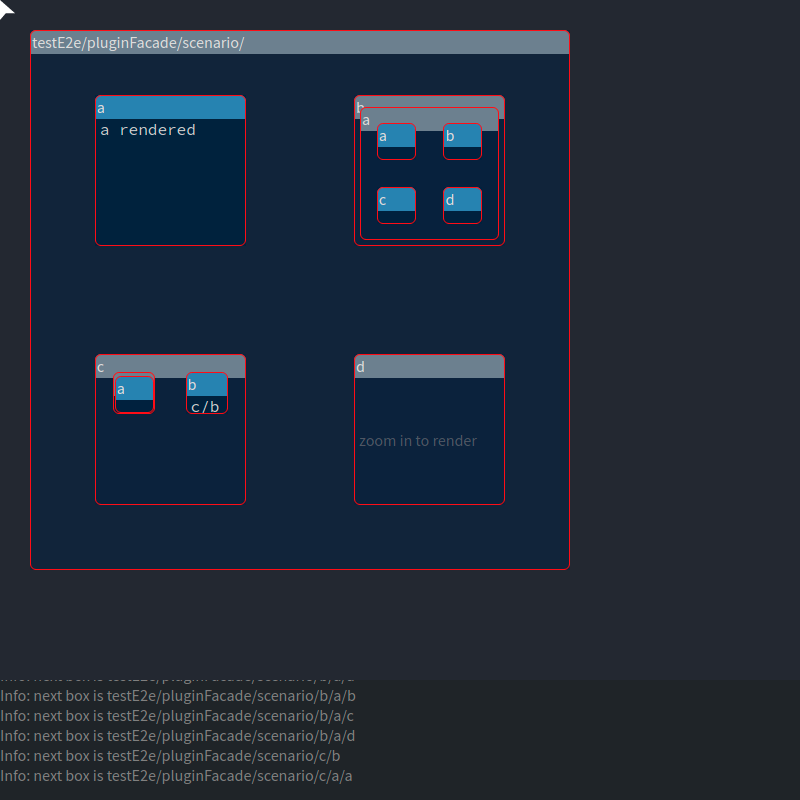 testE2e/pluginFacade/scenario/
a
b
a rendered
a
a
b
c
d
c
d
a
b
c/b
zoom in to render
Info: next box is testE2e/pluginFacade/scenario/b/a/b
Info: next box is testE2e/pluginFacade/scenario/b/a/c
Info: next box is testE2e/pluginFacade/scenario/b/a/d
Info: next box is testE2e/pluginFacade/scenario/c/b
Info: next box is testE2e/pluginFacade/scenario/c/a/a